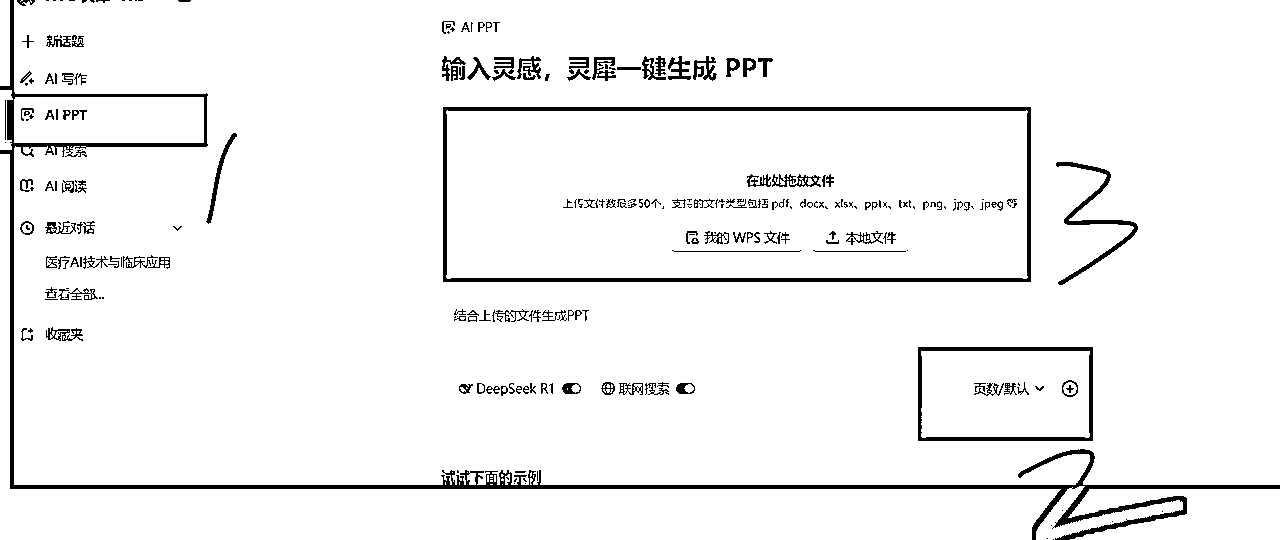 新话题
AI 写作
AI PPT
AI 搜索
AI 阅读
最近对话
医疗AI技术与临床应用
查看全部...
收藏夹
1
AI PPT
输入灵感，灵犀一键生成 PPT
在此处拖放文件
上传文件数最多50个，支持的文件类型包括 pdf、docx、xlsx、pptx、txt、png、jpg、jpeg 等
我的 WPS 文件 本地文件
3
结合上传的文件生成PPT
DeepSeek R1 联网搜索 页数/默认
2
试试下面的示例